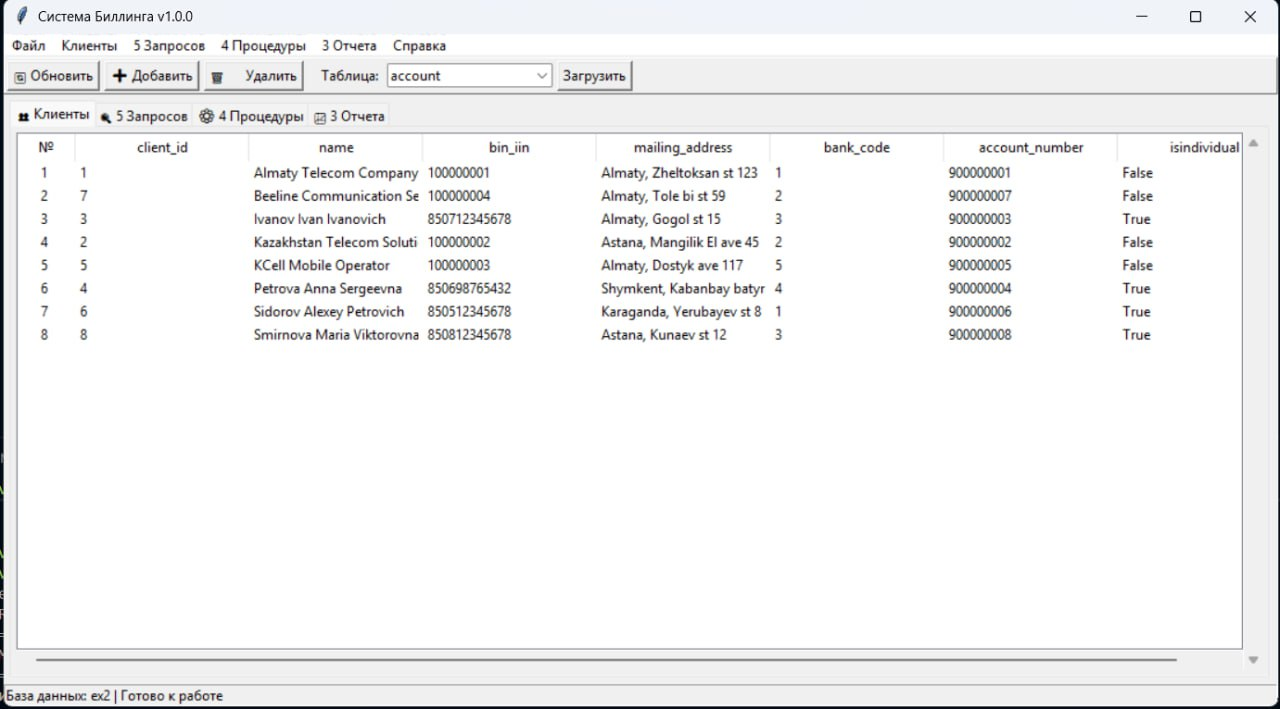 Система Биллинга v1.0.0
Файл Клиенты 5 Запросов 4 Процедуры 3 Отчета Справка
Обновить Добавить Удалить Таблица: account Загрузить
Клиенты 5 Запросов 4 Процедуры 3 Отчета
№ client_id name bin_iin mailing_address bank_code account_number isindividual
1 1 Almaty Telecom Company 100000001 Almaty, Zheltoksan st 123 1 900000001 False
2 7 Beeline Communication Se 100000004 Almaty, Tole bi st 59 2 900000007 False
3 3 Ivanov Ivan Ivanovich 850712345678 Almaty, Gogol st 15 3 900000003 True
4 2 Kazakhstan Telecom Soluti 100000002 Astana, Mangilik El ave 45 2 900000002 False
5 5 KCell Mobile Operator 100000003 Almaty, Dostyk ave 117 5 900000005 False
6 4 Petrova Anna Sergeevna 850698765432 Shymkent, Kabanbay batyr 4 900000004 True
7 6 Sidorov Alexey Petrovich 850512345678 Karaganda, Yerubayev st 8 1 900000006 True
8 8 Smirnova Maria Viktorovna 850812345678 Astana, Kunaev st 12 3 900000008 True
База данных: ex2 | Готово к работе